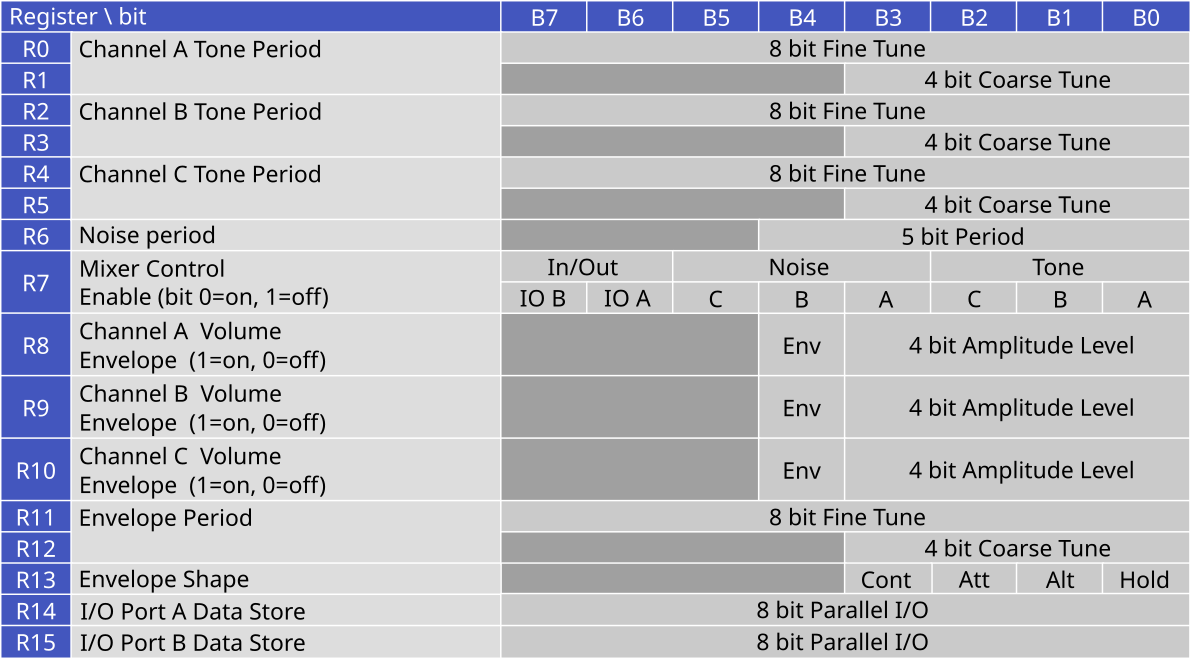 Register \ bit B7 B6 B5 B4 B3 B2 B1 B0
R0 Channel A Tone Period 8 bit Fine Tune
R1 4 bit Coarse Tune
R2 Channel B Tone Period 8 bit Fine Tune
R3 4 bit Coarse Tune
R4 Channel C Tone Period 8 bit Fine Tune
R5 4 bit Coarse Tune
R6 Noise period 5 bit Period
R7 Mixer Control In/Out Noise Tone
Enable (bit 0=on, 1=off) IO B IO A C B A C B A
R8 Channel A  Volume Env 4 bit Amplitude Level
Envelope  (1=on, 0=off)
R9 Channel B  Volume Env 4 bit Amplitude Level
Envelope  (1=on, 0=off)
R10 Channel C  Volume Env 4 bit Amplitude Level
Envelope  (1=on, 0=off)
R11 Envelope Period 8 bit Fine Tune
R12 4 bit Coarse Tune
R13 Envelope Shape Cont Att Alt Hold
R14 I/O Port A Data Store 8 bit Parallel I/O
R15 I/O Port B Data Store 8 bit Parallel I/O